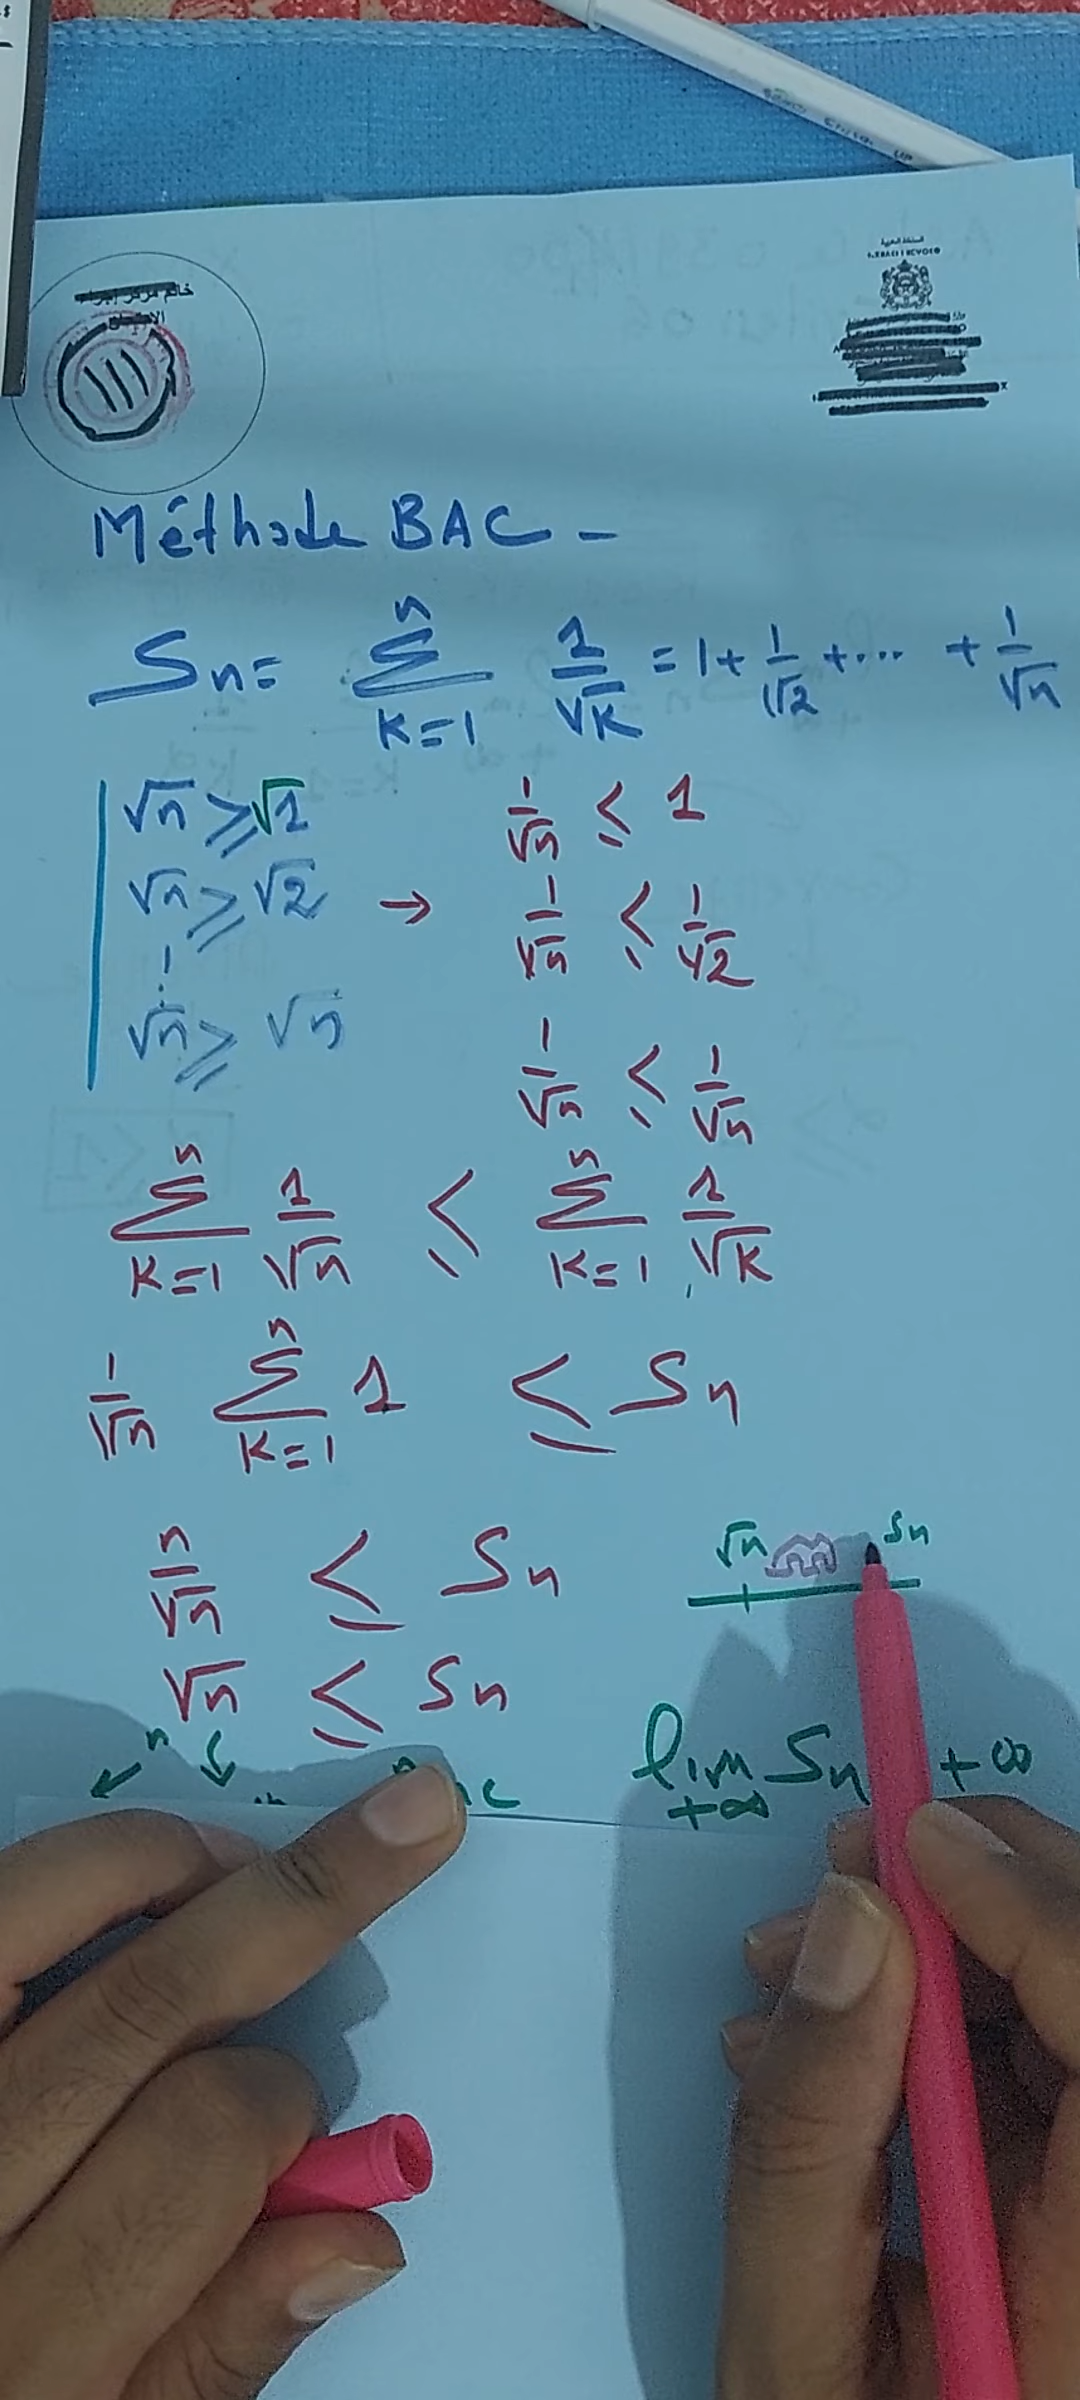 Méthode BAC -
Sn = Σ_{k=1}^{n} 1/√k = 1 + 1/√2 + ... + 1/√n
√n ≥ √1
√n ≥ √2 →
⋮
√n ≥ √n
1/√n ≤ 1
1/√n ≤ 1/√2
1/√n ≤ 1/√n
Σ_{k=1}^{n} 1/√n ≤ Σ_{k=1}^{n} 1/√k
1/√n Σ_{k=1}^{n} 1 ≤ Sn
n/√n ≤ Sn
√n ≤ Sn
√n Sn
lim_{+∞} Sn +∞